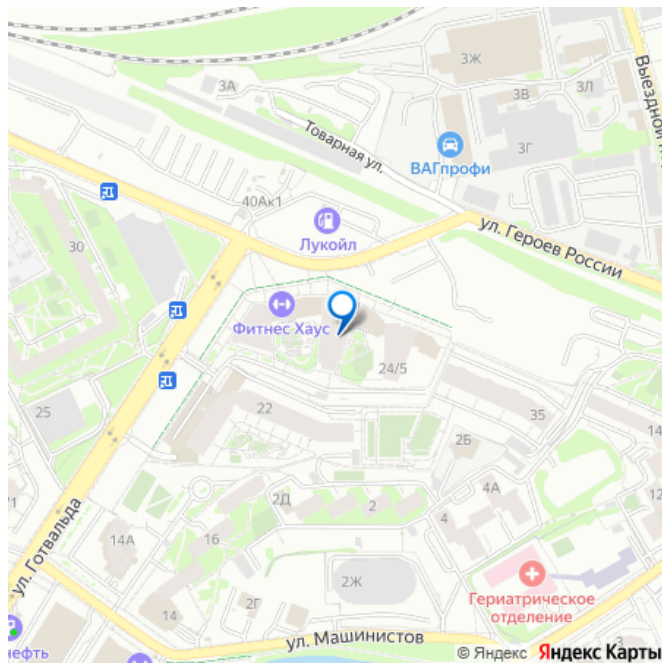 3Ж
3А
3В
3Л
Выездной п
Товарная ул.
3Г
ВАГпрофи
40Ак1
ул. Героев России
Лукойл
30
Фитнес Хаус
24/5
25
22
35
2Б
12
/1
2Д
2
4А
4
ул. Готвальда
14А
16
2Ж
Гериатрическое
отделение
14
2Г
3
нефть
ул. Машинистов
© Яндекс Яндекс Карты